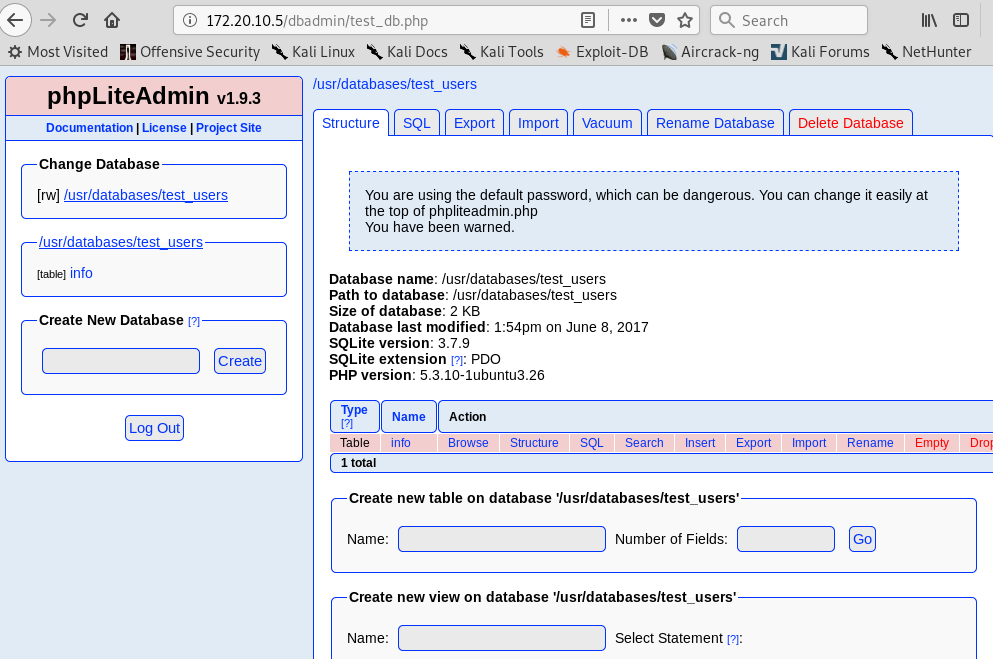 172.20.10.5/dbadmin/test_db.php
Search
Most Visited Offensive Security Kali Linux Kali Docs Kali Tools Exploit-DB Aircrack-ng Kali Forums NetHunter
phpLiteAdmin v1.9.3
Documentation | License | Project Site
Change Database
[rw] /usr/databases/test_users
/usr/databases/test_users
[table] info
Create New Database [?]
Create
Log Out
/usr/databases/test_users
Structure SQL Export Import Vacuum Rename Database Delete Database
You are using the default password, which can be dangerous. You can change it easily at
the top of phpliteadmin.php
You have been warned.
Database name: /usr/databases/test_users
Path to database: /usr/databases/test_users
Size of database: 2 KB
Database last modified: 1:54pm on June 8, 2017
SQLite version: 3.7.9
SQLite extension [?]: PDO
PHP version: 5.3.10-1ubuntu3.26
Type [?] Name Action
Table info Browse Structure SQL Search Insert Export Import Rename Empty Drop
1 total
Create new table on database '/usr/databases/test_users'
Name: Number of Fields: Go
Create new view on database '/usr/databases/test_users'
Name: Select Statement [?]: